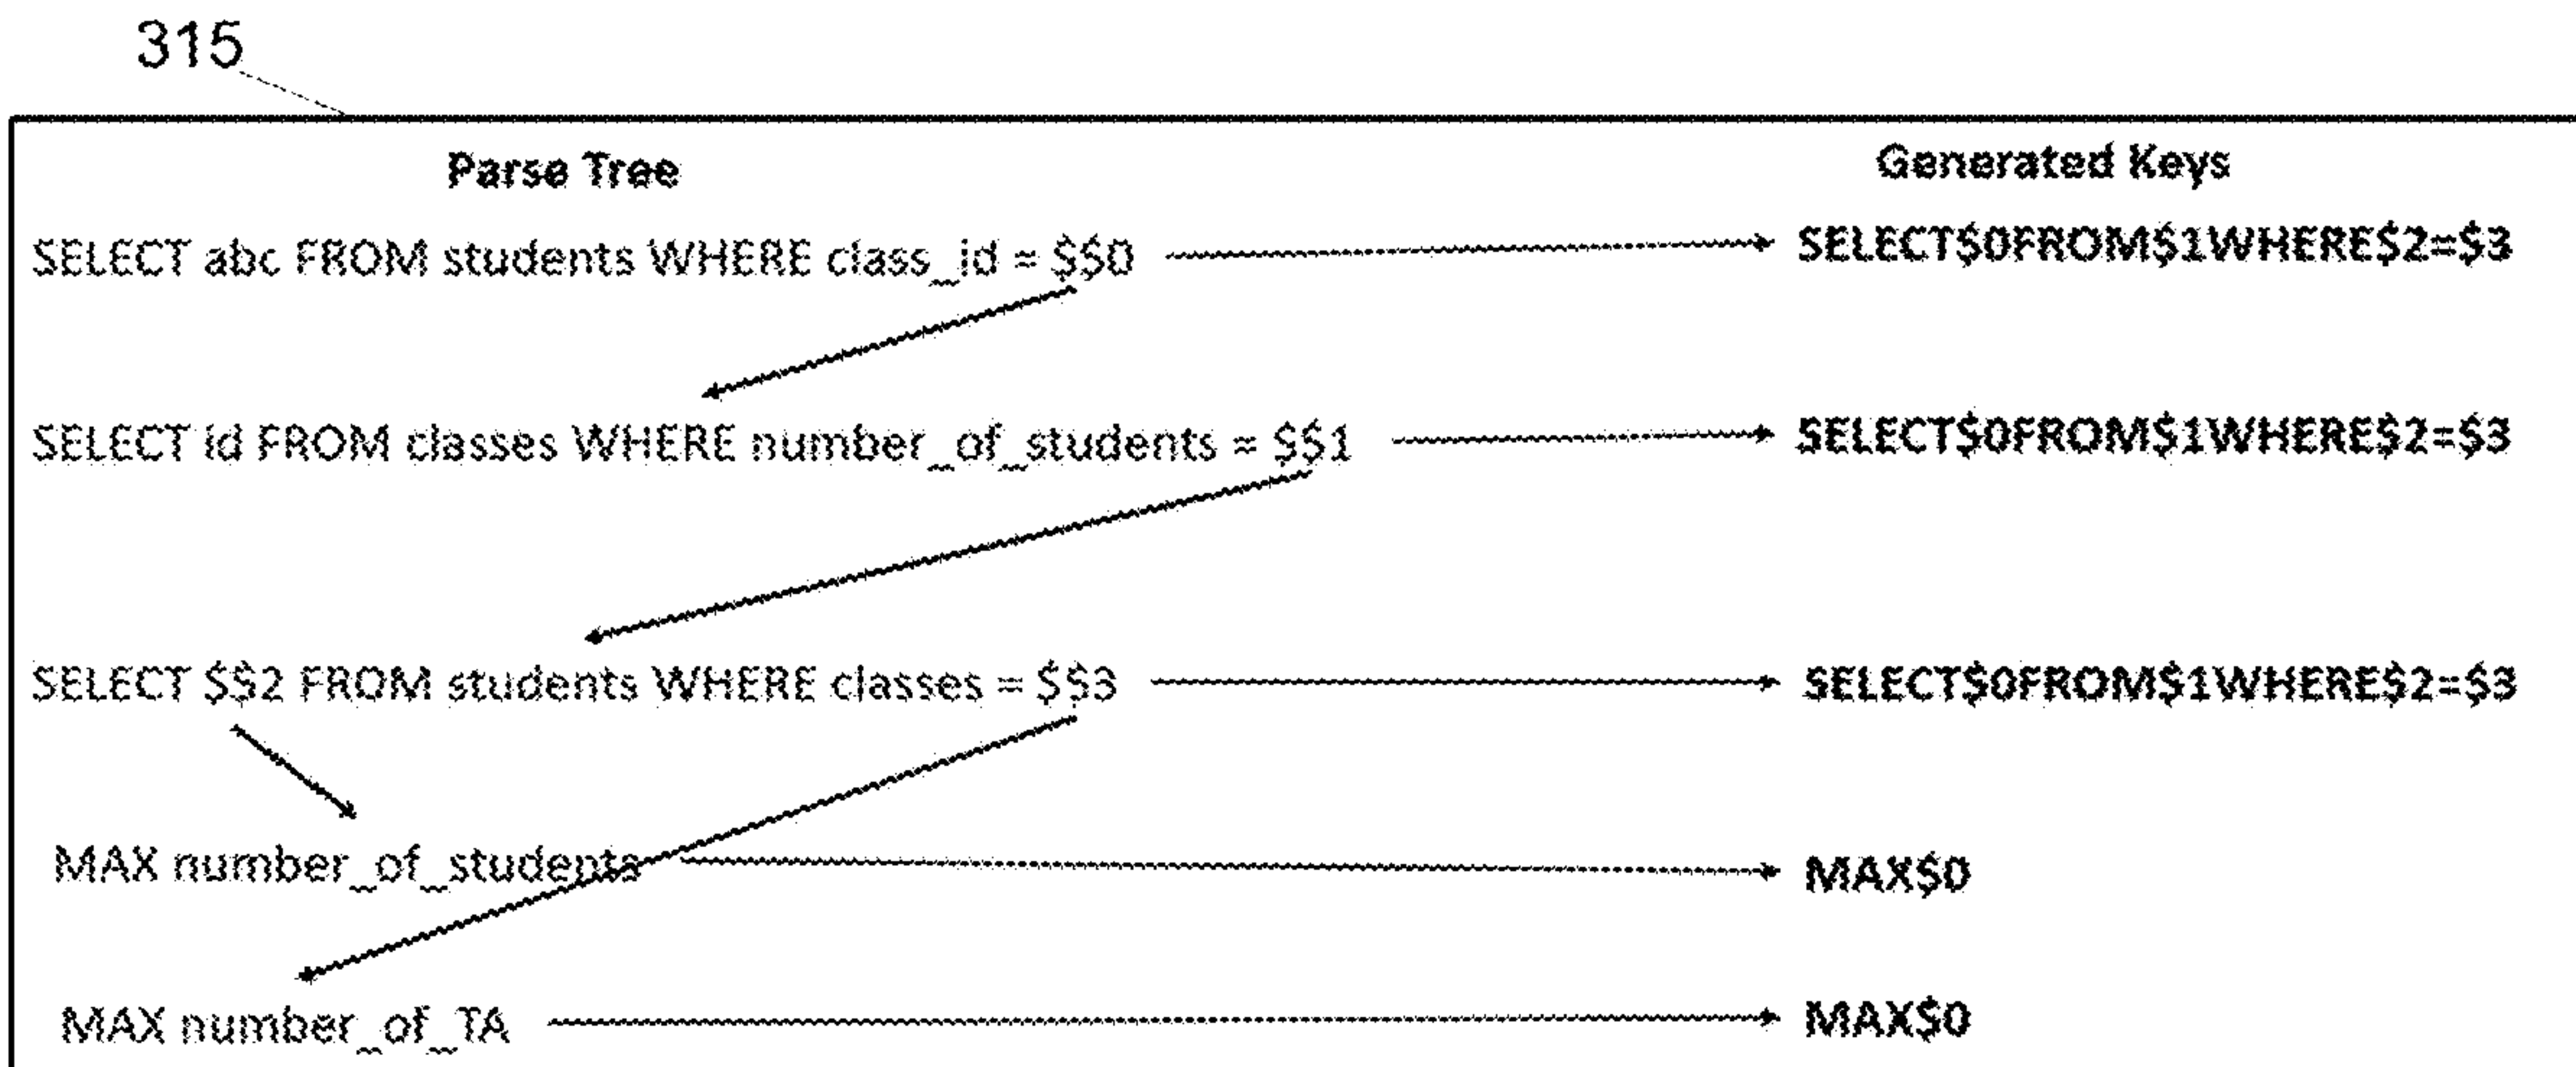 315
Parse Tree Generated Keys
SELECT abc FROM students WHERE class_id = $$0 SELECT$0FROM$1WHERE$2=$3
SELECT id FROM classes WHERE number_of_students = $$1 SELECT$0FROM$1WHERE$2=$3
SELECT $$2 FROM students WHERE classes = $$3 SELECT$0FROM$1WHERE$2=$3
MAX number_of_students MAX$0
MAX number_of_TA MAX$0